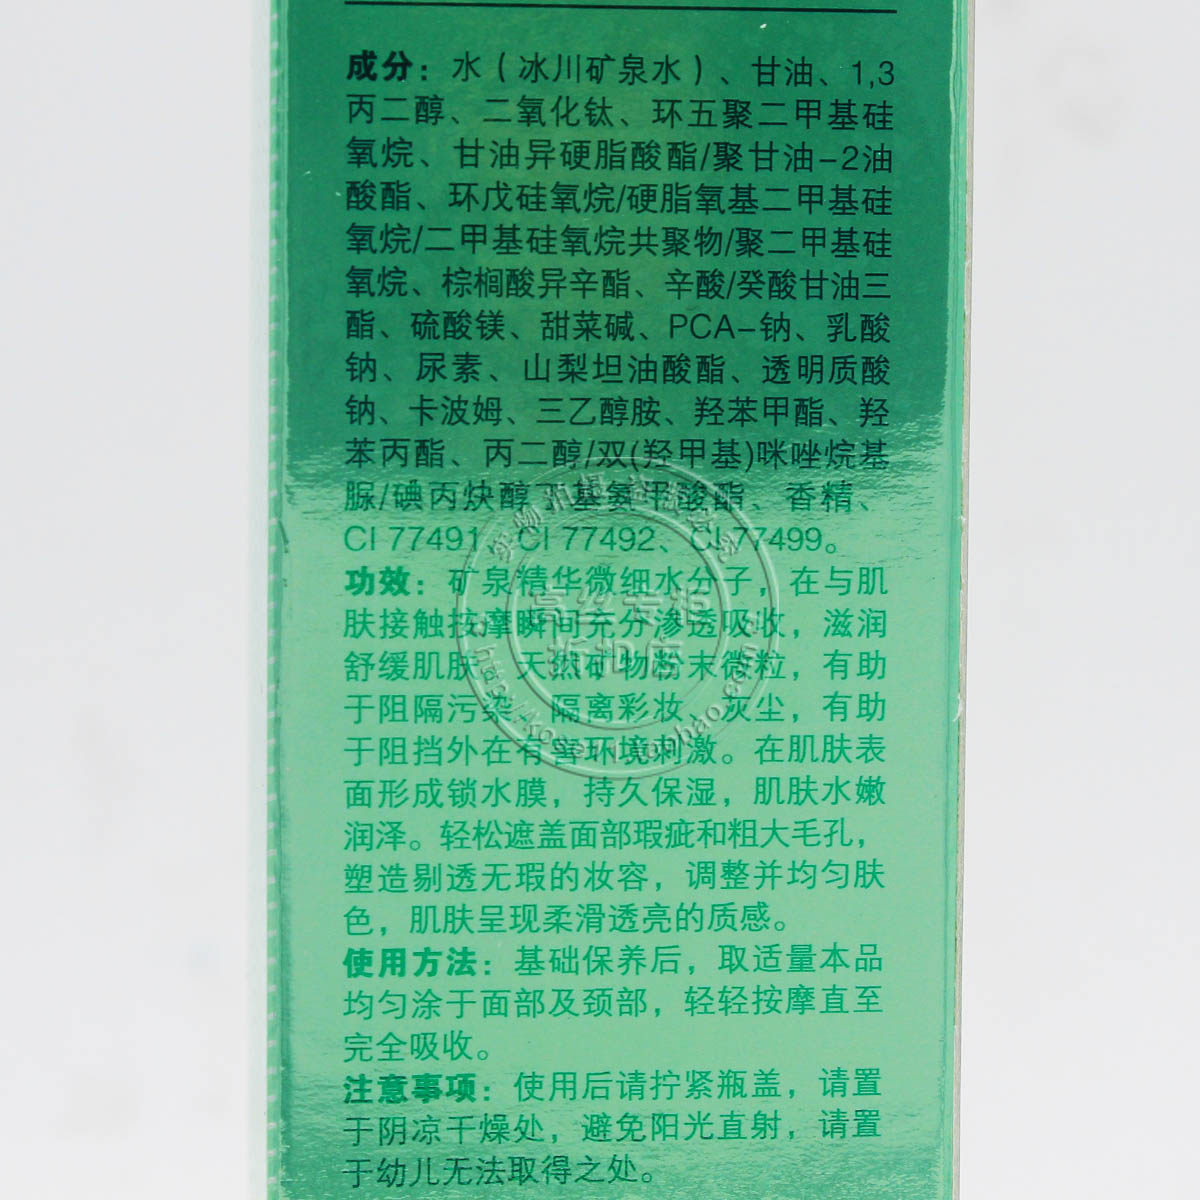 成分：水（冰川矿泉水）、甘油、1,3
丙二醇、二氧化钛、环五聚二甲基硅
氧烷、甘油异硬脂酸酯/聚甘油-2油
酸酯、环戊硅氧烷/硬脂氧基二甲基硅
氧烷/二甲基硅氧烷共聚物/聚二甲基硅
氧烷、棕榈酸异辛酯、辛酸/癸酸甘油三
酯、硫酸镁、甜菜碱、PCA-钠、乳酸
钠、尿素、山梨坦油酸酯、透明质酸
钠、卡波姆、三乙醇胺、羟苯甲酯、羟
苯丙酯、丙二醇/双(羟甲基)咪唑烷基
脲/碘丙炔醇丁基氨甲酸酯、香精、
CI 77491、CI 77492、CI 77499。
功效：矿泉精华微细水分子，在与肌
肤接触按摩瞬间充分渗透吸收，滋润
舒缓肌肤。天然矿物粉末微粒，有助
于阻隔污染，隔离彩妆、灰尘，有助
于阻挡外在有害环境刺激。在肌肤表
面形成锁水膜，持久保湿，肌肤水嫩
润泽。轻松遮盖面部瑕疵和粗大毛孔，
塑造剔透无瑕的妆容，调整并均匀肤
色，肌肤呈现柔滑透亮的质感。
使用方法：基础保养后，取适量本品
均匀涂于面部及颈部，轻轻按摩直至
完全吸收。
注意事项：使用后请拧紧瓶盖，请置
于阴凉干燥处，避免阳光直射，请置
于幼儿无法取得之处。
高丝专柜
折扣店